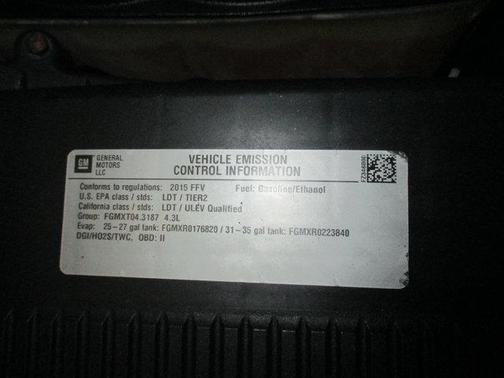 GM
GENERAL
MOTORS
LLC
VEHICLE EMISSION
CONTROL INFORMATION
Conforms to regulations: 2015 FFV Fuel: Gasoline/Ethanol
U.S. EPA class / stds: LDT / TIER2
California class / stds: LDT / ULEV Qualified
Group: FGMXT04.3187 4.3L
Evap: 25-27 gal tank: FGMXR0176820 / 31-35 gal tank: FGMXR0223840
DGI/HO2S/TWC, OBD: II